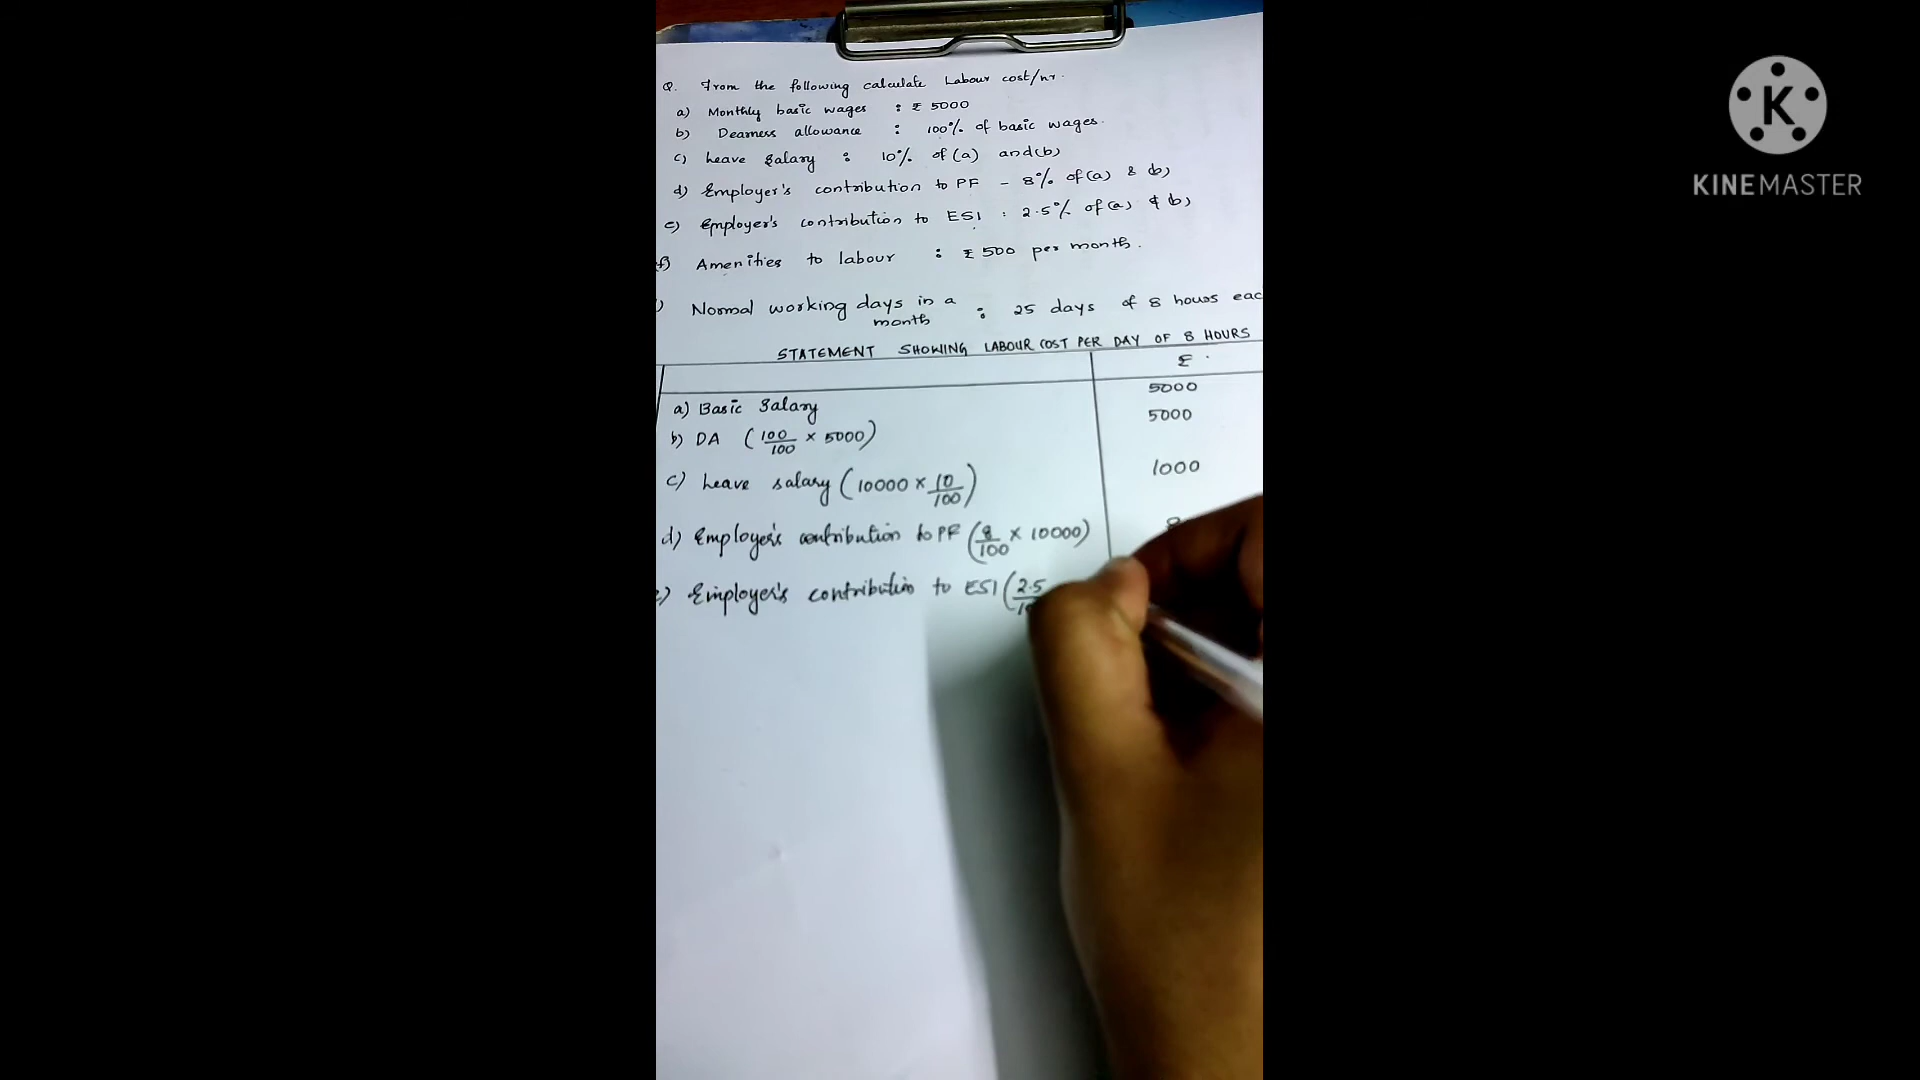 Q. From the following calculate Labour cost/hr.
a) Monthly basic wages : ₹ 5000
b) Dearness allowance : 100% of basic wages.
c) Leave salary : 10% of (a) and (b)
d) Employer's contribution to PF - 8% of (a) & (b)
e) Employer's contribution to ESI : 2.5% of (a) & (b)
f) Amenities to labour : ₹ 500 per month.
) Normal working days in a month : 25 days of 8 hours eac
STATEMENT SHOWING LABOUR COST PER DAY OF 8 HOURS
₹
a) Basic Salary 5000
b) DA (100/100 × 5000) 5000
c) Leave salary (10000 × 10/100) 1000
d) Employer's contribution to PF (8/100 × 10000)
) Employer's contribution to ESI (2.5
K
KINEMASTER